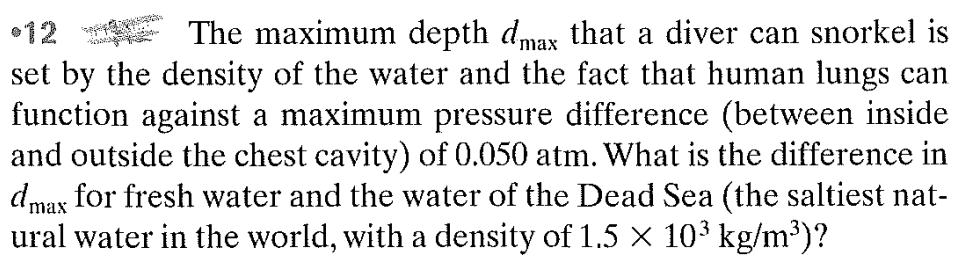 •12 The maximum depth dmax that a diver can snorkel is
set by the density of the water and the fact that human lungs can
function against a maximum pressure difference (between inside
and outside the chest cavity) of 0.050 atm. What is the difference in
dmax for fresh water and the water of the Dead Sea (the saltiest nat-
ural water in the world, with a density of 1.5 × 10³ kg/m³)?